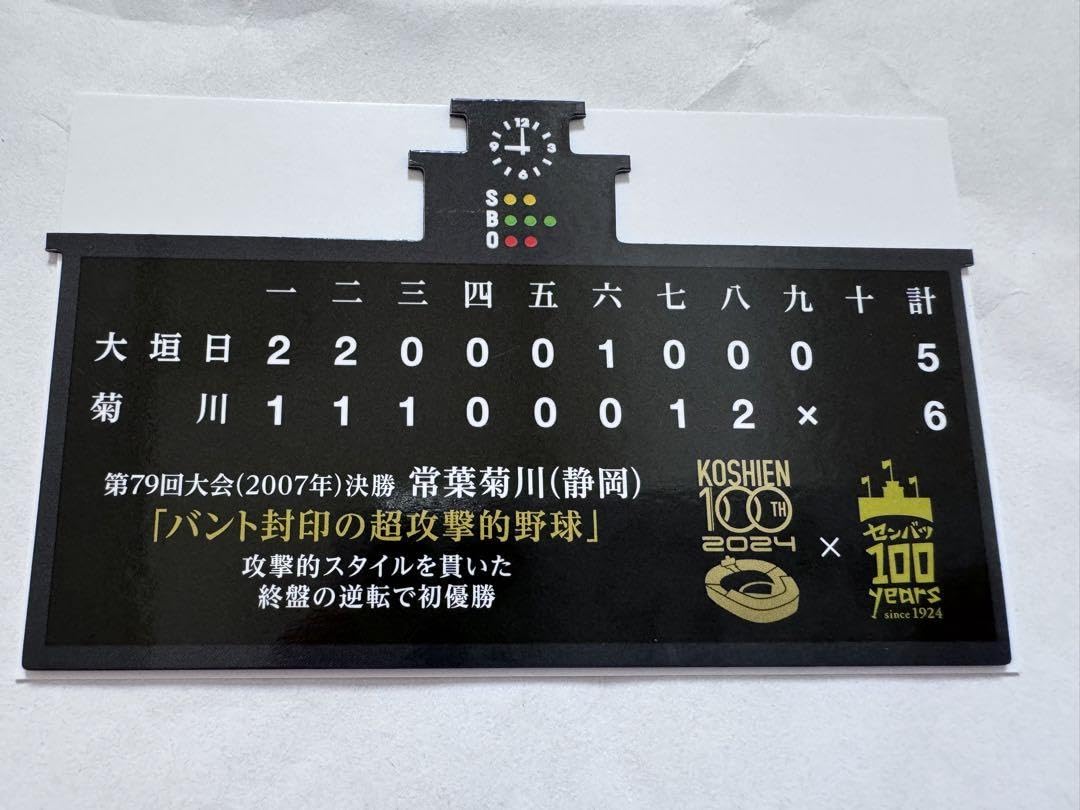 12
9 3
6
S
B
O
一 二 三 四 五 六 七 八 九 十 計
大垣日 2 2 0 0 0 1 0 0 0 5
菊川 1 1 1 0 0 0 1 2 × 6
第79回大会(2007年)決勝 常葉菊川(静岡)
「バント封印の超攻撃的野球」
攻撃的スタイルを貫いた
終盤の逆転で初優勝
KOSHIEN
100TH
2024
×
センバツ
100
years
since 1924